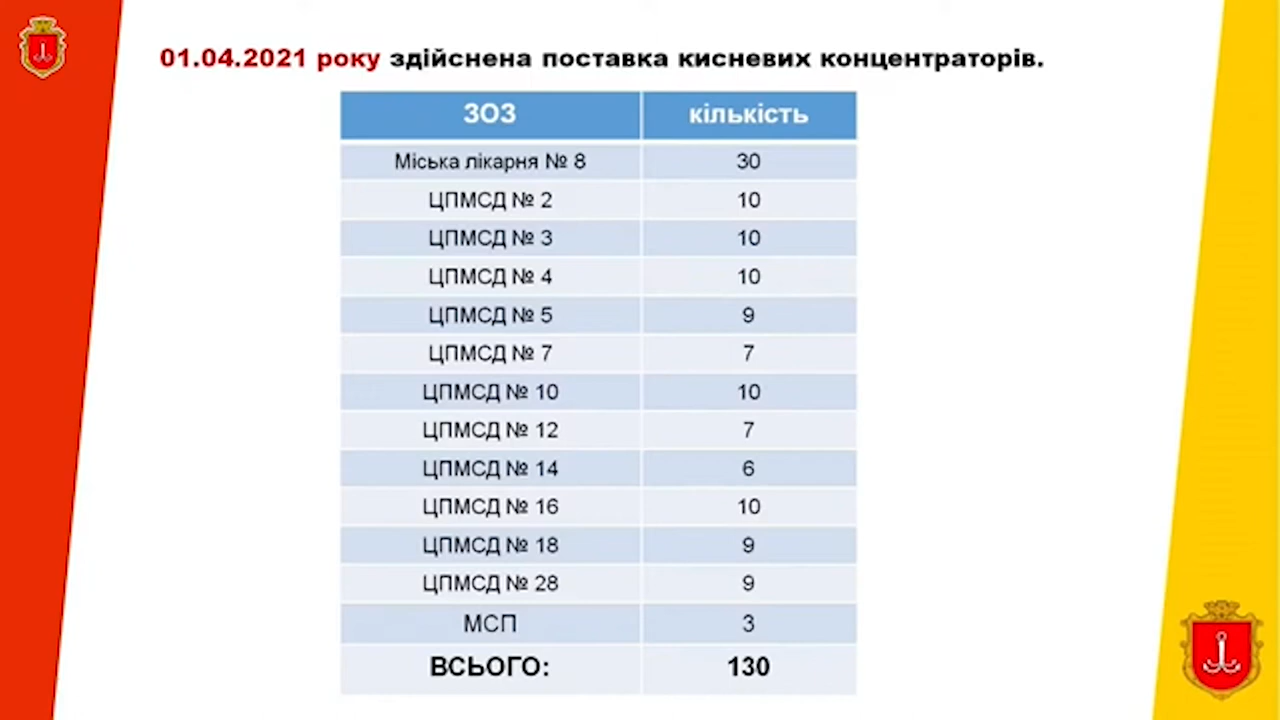 01.04.2021 року здійснена поставка кисневих концентраторів.
ЗОЗ кількість
Міська лікарня № 8 30
ЦПМСД № 2 10
ЦПМСД № 3 10
ЦПМСД № 4 10
ЦПМСД № 5 9
ЦПМСД № 7 7
ЦПМСД № 10 10
ЦПМСД № 12 7
ЦПМСД № 14 6
ЦПМСД № 16 10
ЦПМСД № 18 9
ЦПМСД № 28 9
МСП 3
ВСЬОГО: 130